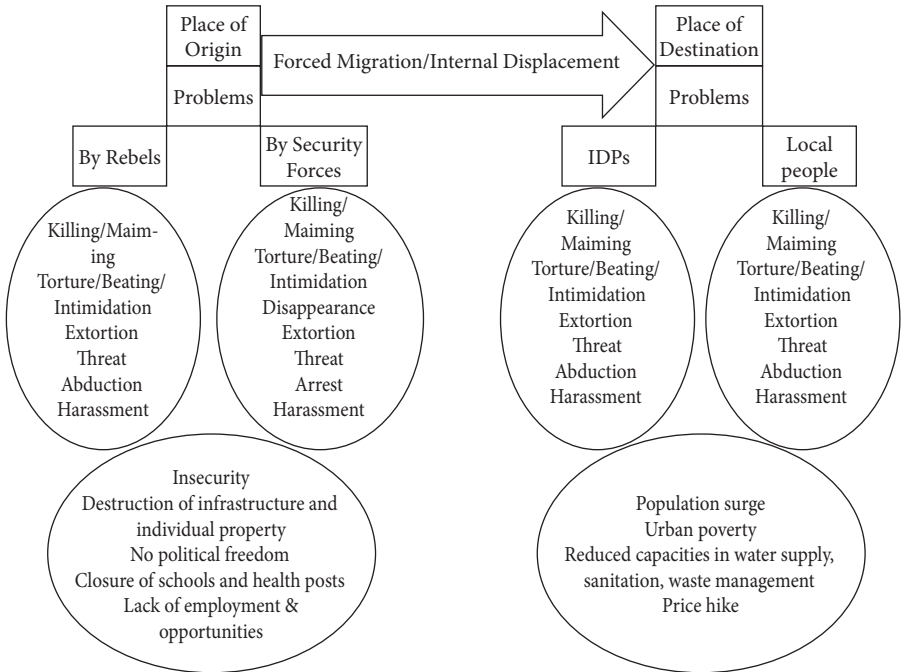 Place of
Origin
Forced Migration/Internal Displacement
Place of
Destination
Problems
Problems
By Rebels
By Security
Forces
IDPs
Local
people
Killing/Maim-
ing
Torture/Beating/
Intimidation
Extortion
Threat
Abduction
Harassment
Killing/
Maiming
Torture/Beating/
Intimidation
Disappearance
Extortion
Threat
Arrest
Harassment
Killing/
Maiming
Torture/Beating/
Intimidation
Extortion
Threat
Abduction
Harassment
Killing/
Maiming
Torture/Beating/
Intimidation
Extortion
Threat
Abduction
Harassment
Insecurity
Destruction of infrastructure and
individual property
No political freedom
Closure of schools and health posts
Lack of employment &
opportunities
Population surge
Urban poverty
Reduced capacities in water supply,
sanitation, waste management
Price hike